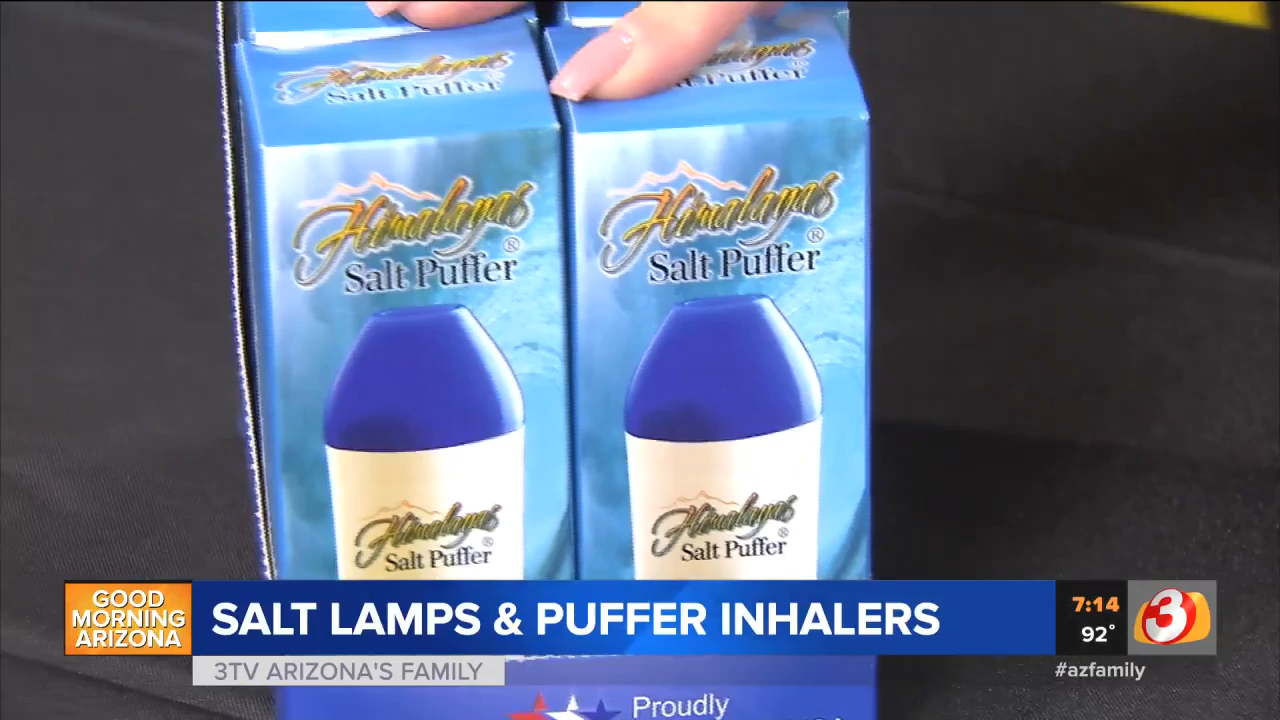 Himalayas
Salt Puffer®
Himalayas
Salt Puffer®
Himalayas®
Salt Puffer
Himalayas®
Salt Puffer
Himalayas
Salt Puffer®
Himalayas
Salt Puffer®
GOOD
MORNING
ARIZONA
SALT LAMPS & PUFFER INHALERS
3TV ARIZONA'S FAMILY
7:14
92°
3
#azfamily
Proudly